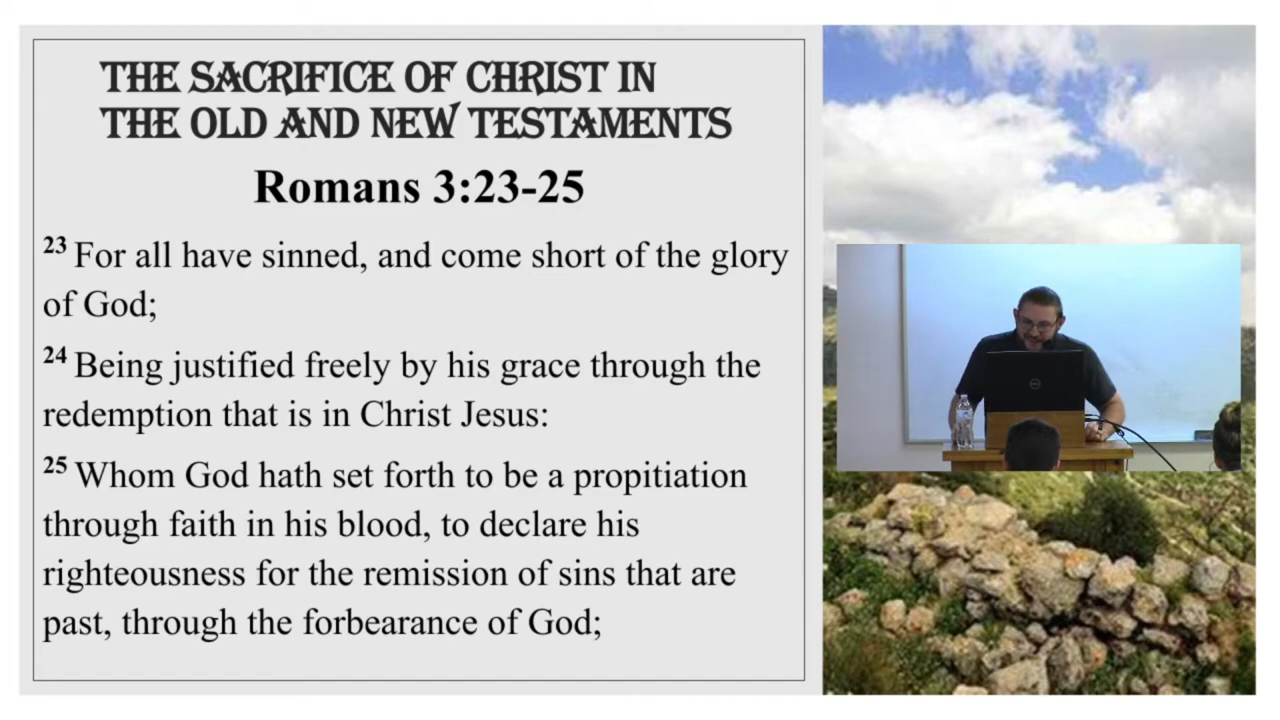 THE SACRIFICE OF CHRIST IN
THE OLD AND NEW TESTAMENTS
Romans 3:23-25
23 For all have sinned, and come short of the glory
of God;
24 Being justified freely by his grace through the
redemption that is in Christ Jesus:
25 Whom God hath set forth to be a propitiation
through faith in his blood, to declare his
righteousness for the remission of sins that are
past, through the forbearance of God;